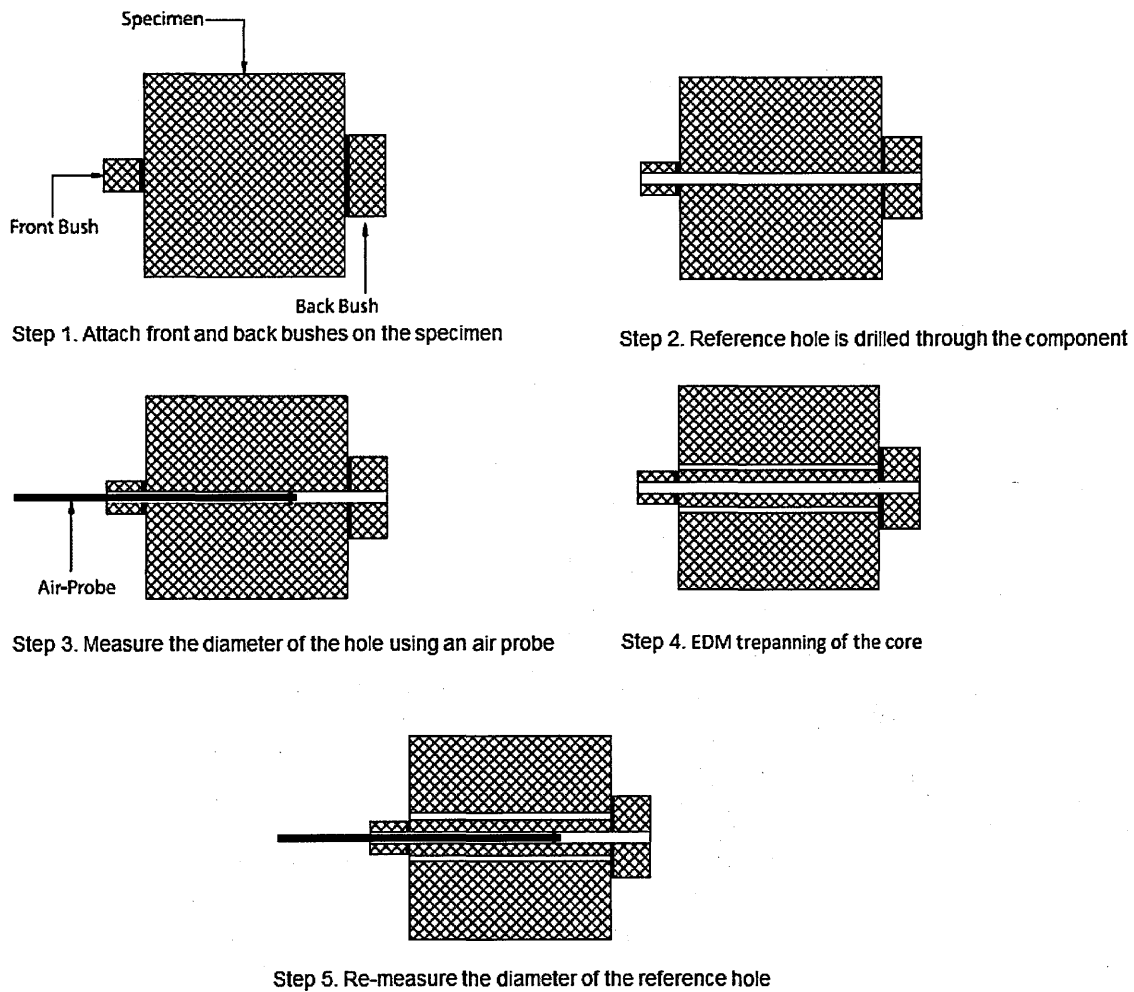 Specimen
Front Bush
Back Bush
Step 1. Attach front and back bushes on the specimen
Step 2. Reference hole is drilled through the component
Air-Probe
Step 3. Measure the diameter of the hole using an air probe
Step 4. EDM trepanning of the core
Step 5. Re-measure the diameter of the reference hole